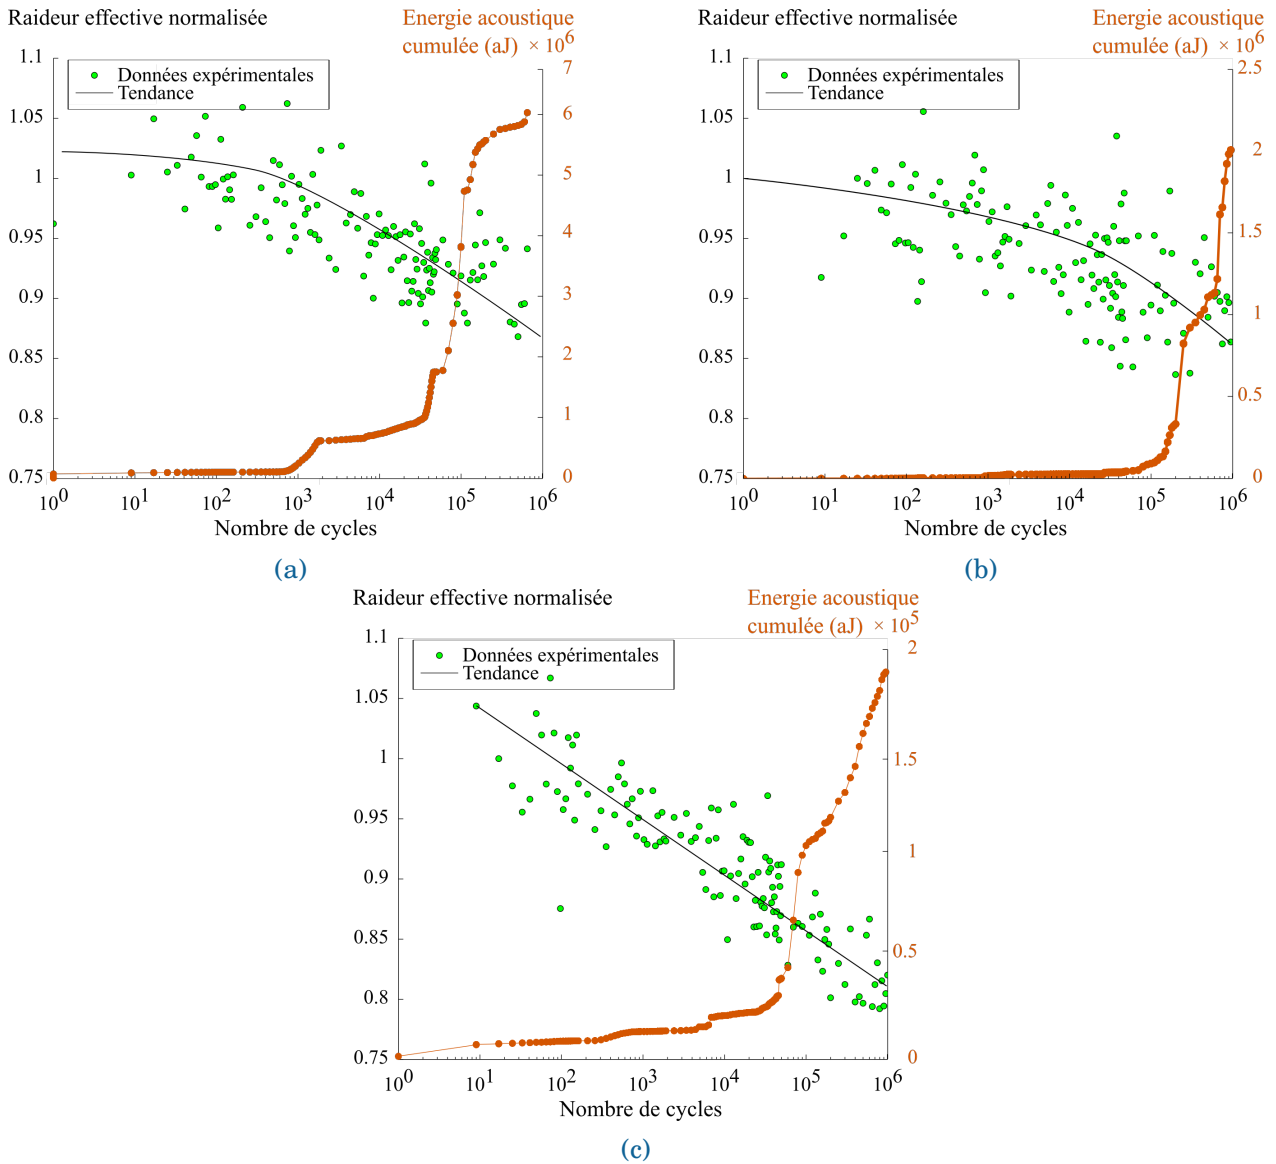 Raideur effective normalisée
Energie acoustique
cumulée (aJ) × 10^6
1.1
1.05
1
0.95
0.9
0.85
0.8
0.75
Données expérimentales
Tendance
7
6
5
4
3
2
1
0
10^0 10^1 10^2 10^3 10^4 10^5 10^6
Nombre de cycles
(a)
Raideur effective normalisée
Energie acoustique
cumulée (aJ) × 10^6
1.1
1.05
1
0.95
0.9
0.85
0.8
0.75
Données expérimentales
Tendance
2.5
2
1.5
1
0.5
0
10^0 10^1 10^2 10^3 10^4 10^5 10^6
Nombre de cycles
(b)
Raideur effective normalisée
Energie acoustique
cumulée (aJ) × 10^5
1.1
1.05
1
0.95
0.9
0.85
0.8
0.75
Données expérimentales
Tendance
2
1.5
1
0.5
0
10^0 10^1 10^2 10^3 10^4 10^5 10^6
Nombre de cycles
(c)